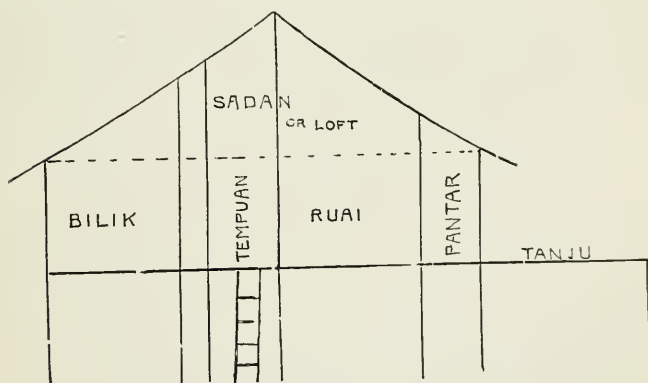 SADAN
OR LOFT
BILIK
TEMPUAN
RUAI
PANTAR
TANJU